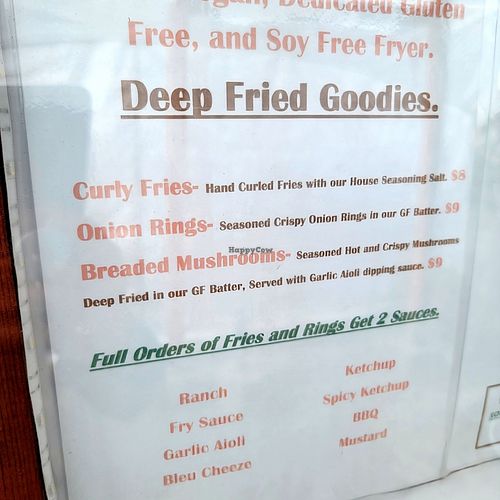 Dedicated Gluten
Free, and Soy Free Fryer.
Deep Fried Goodies.
Curly Fries- Hand Curled Fries with our House Seasoning Salt. $8
Onion Rings- Seasoned Crispy Onion Rings in our GF Batter. $9
HappyCow
Breaded Mushrooms- Seasoned Hot and Crispy Mushrooms
Deep Fried in our GF Batter, Served with Garlic Aioli dipping sauce. $9
Full Orders of Fries and Rings Get 2 Sauces.
Ranch
Fry Sauce
Garlic Aioli
Bleu Cheeze
Ketchup
Spicy Ketchup
BBQ
Mustard